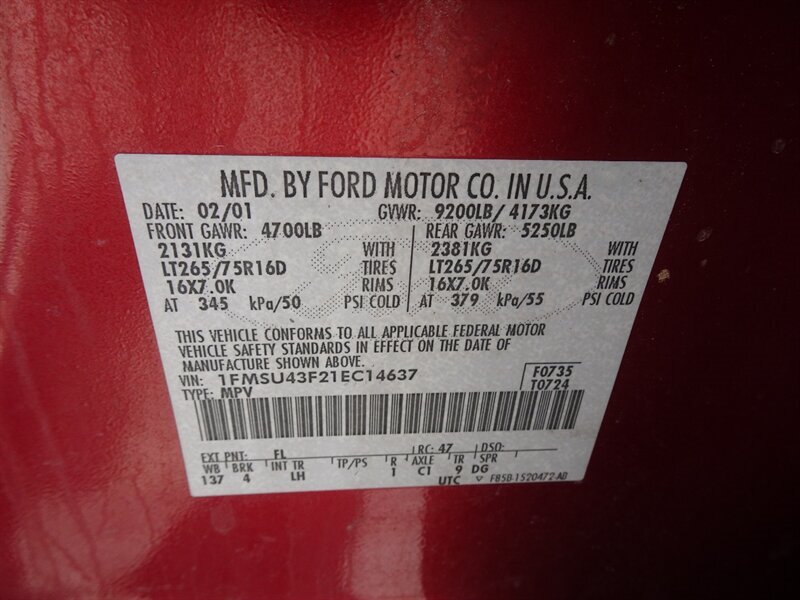 MFD. BY FORD MOTOR CO. IN U.S.A.
DATE: 02/01 GVWR: 9200LB/ 4173KG
FRONT GAWR: 4700LB REAR GAWR: 5250LB
2131KG WITH 2381KG WITH
LT265/75R16D TIRES LT265/75R16D TIRES
16X7.0K RIMS 16X7.0K RIMS
AT 345 kPa/50 PSI COLD AT 379 kPa/55 PSI COLD
THIS VEHICLE CONFORMS TO ALL APPLICABLE FEDERAL MOTOR
VEHICLE SAFETY STANDARDS IN EFFECT ON THE DATE OF
MANUFACTURE SHOWN ABOVE.
VIN: 1FMSU43F21EC14637 F0735
TYPE: MPV T0724
EXT PNT: FL RC: 47 DSO:
WB BRK INT TR TP/PS R AXLE TR SPR
137 4 LH 1 C1 9 DG
UTC F85B-1520472-AB